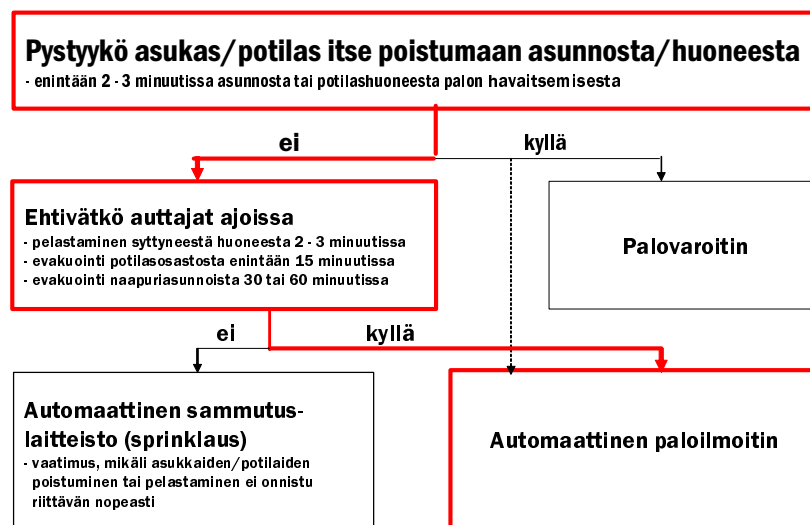 Pystyykö asukas/potilas itse poistumaan asunnosta/huoneesta
- enintään 2 - 3 minuutissa asunnosta tai potilashuoneesta palon havaitsemisesta
ei
kyllä
Ehtivätkö auttajat ajoissa
- pelastaminen syttyneestä huoneesta 2 - 3 minuutissa
- evakuointi potilasosastosta enintään 15 minuutissa
- evakuointi naapuriasunnoista 30 tai 60 minuutissa
Palovaroitin
ei
kyllä
Automaattinen sammutus-
laitteisto (sprinklaus)
- vaatimus, mikäli asukkaiden/potilaiden
poistuminen tai pelastaminen ei onnistu
riittävän nopeasti
Automaattinen paloilmoitin